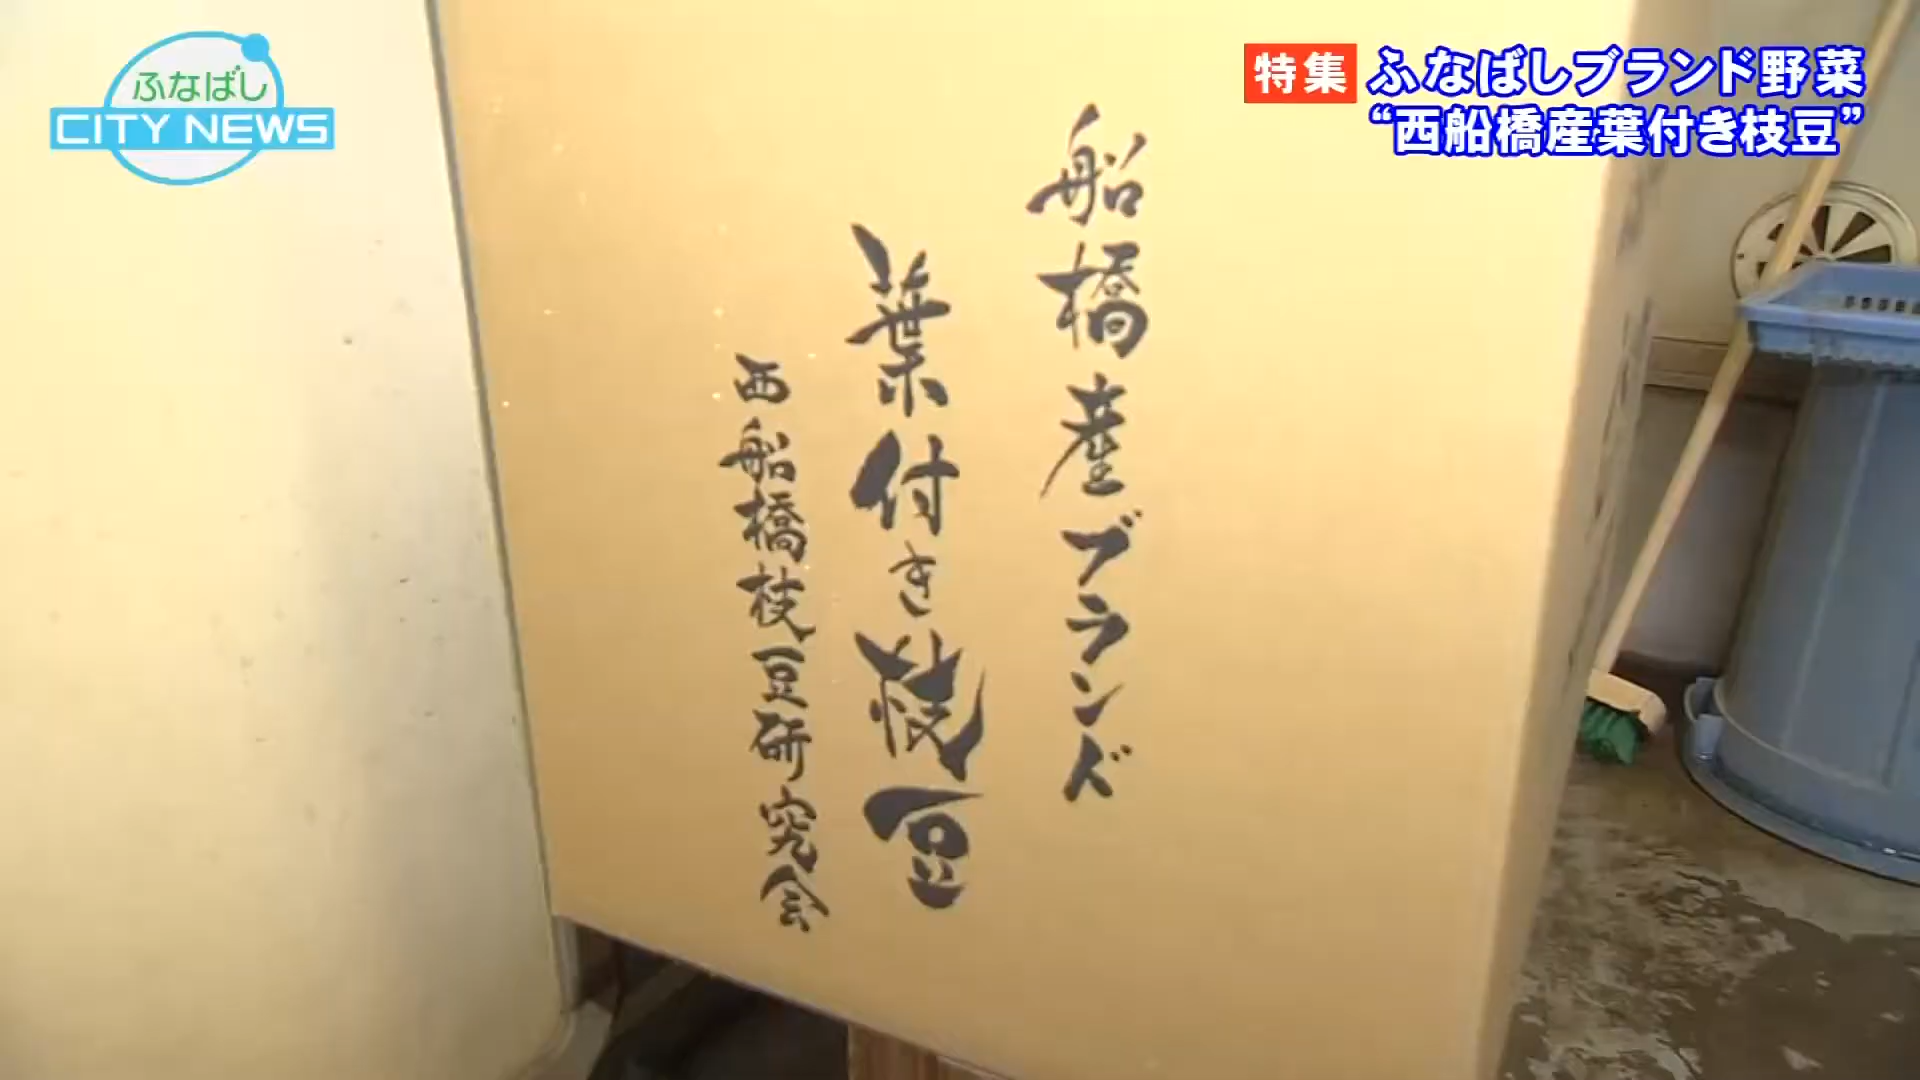 ふなばし
CITY NEWS
特集 ふなばしブランド野菜
“西船橋産葉付き枝豆”
船橋産ブランド
葉付き枝豆
西船橋枝豆研究会